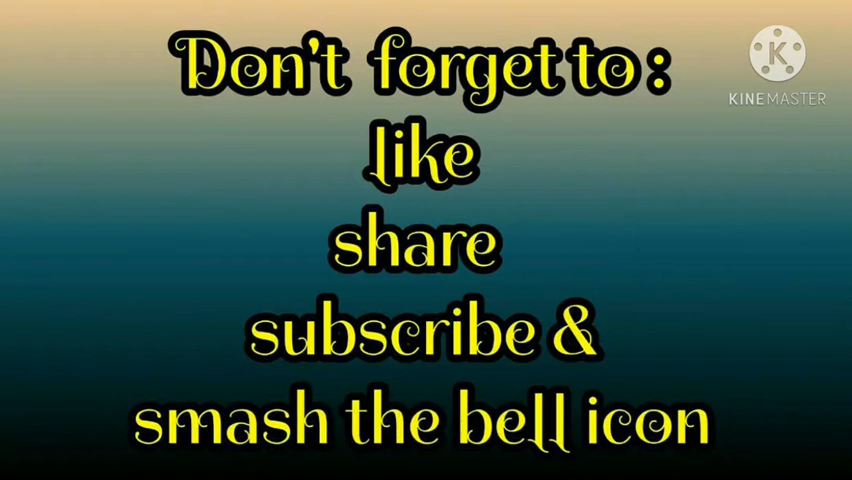 Don't forget to :
K
KINEMASTER
like
share
subscribe &
smash the bell icon